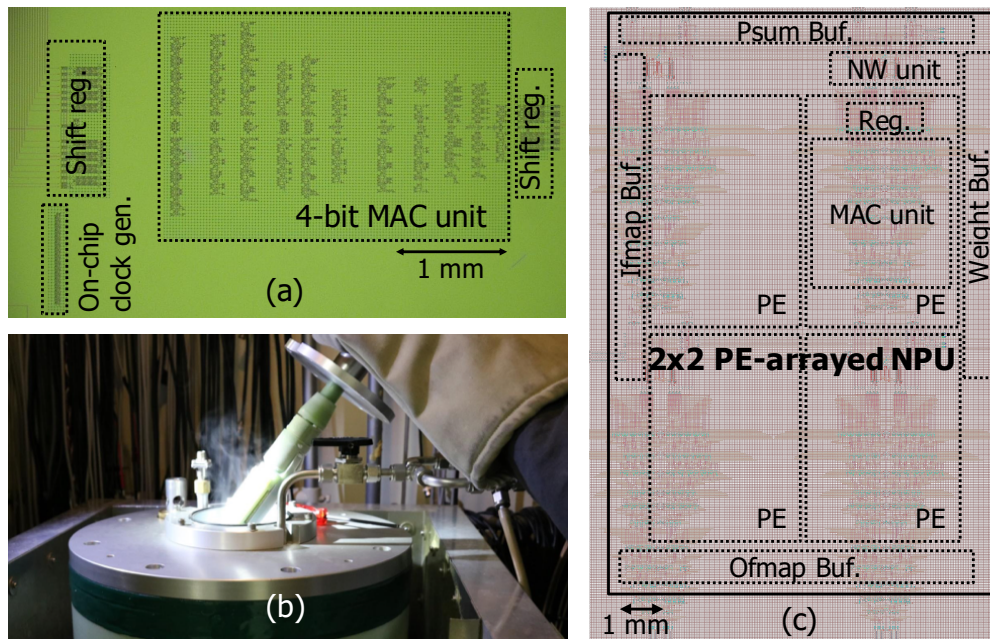 Shift reg.
On-chip
clock gen.
4-bit MAC unit
1 mm
Shift reg.
(a)
(b)
Psum Buf.
NW unit
Ifmap Buf.
Reg.
MAC unit
Weight Buf.
PE
PE
2x2 PE-arrayed NPU
PE
PE
Ofmap Buf.
1 mm
(c)